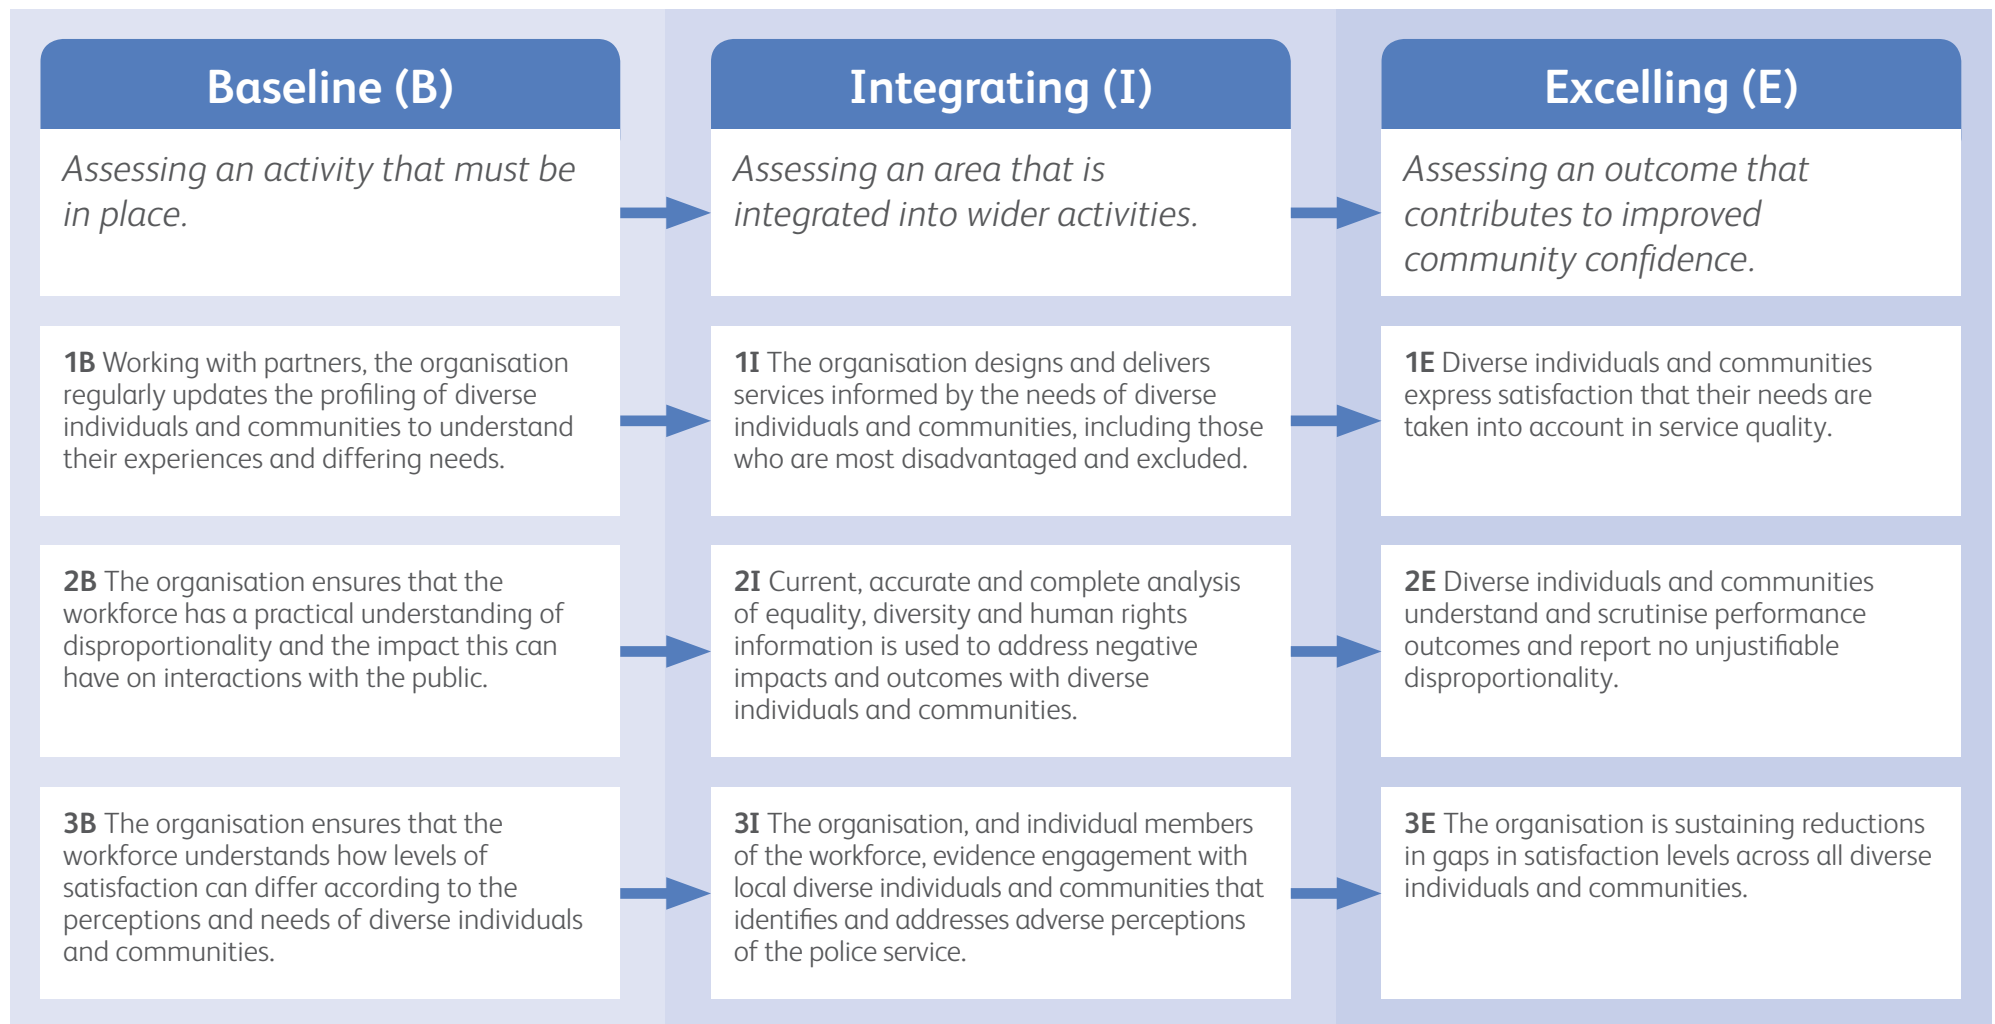 Baseline (B)
Assessing an activity that must be
in place.
Integrating (I)
Assessing an area that is
integrated into wider activities.
Excelling (E)
Assessing an outcome that
contributes to improved
community confidence.
1B Working with partners, the organisation
regularly updates the profiling of diverse
individuals and communities to understand
their experiences and differing needs.
1I The organisation designs and delivers
services informed by the needs of diverse
individuals and communities, including those
who are most disadvantaged and excluded.
1E Diverse individuals and communities
express satisfaction that their needs are
taken into account in service quality.
2B The organisation ensures that the
workforce has a practical understanding of
disproportionality and the impact this can
have on interactions with the public.
2I Current, accurate and complete analysis
of equality, diversity and human rights
information is used to address negative
impacts and outcomes with diverse
individuals and communities.
2E Diverse individuals and communities
understand and scrutinise performance
outcomes and report no unjustifiable
disproportionality.
3B The organisation ensures that the
workforce understands how levels of
satisfaction can differ according to the
perceptions and needs of diverse individuals
and communities.
3I The organisation, and individual members
of the workforce, evidence engagement with
local diverse individuals and communities that
identifies and addresses adverse perceptions
of the police service.
3E The organisation is sustaining reductions
in gaps in satisfaction levels across all diverse
individuals and communities.